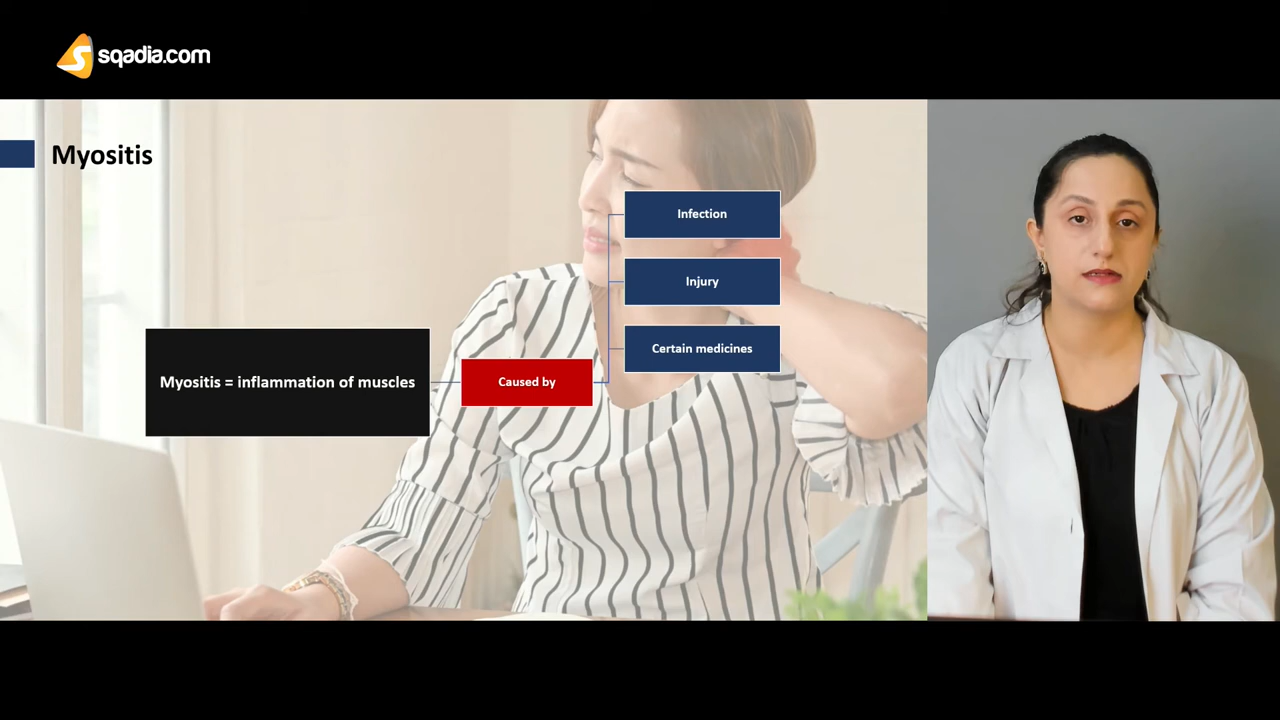 sqadia.com
Myositis
Infection
Injury
Certain medicines
Myositis = inflammation of muscles
Caused by